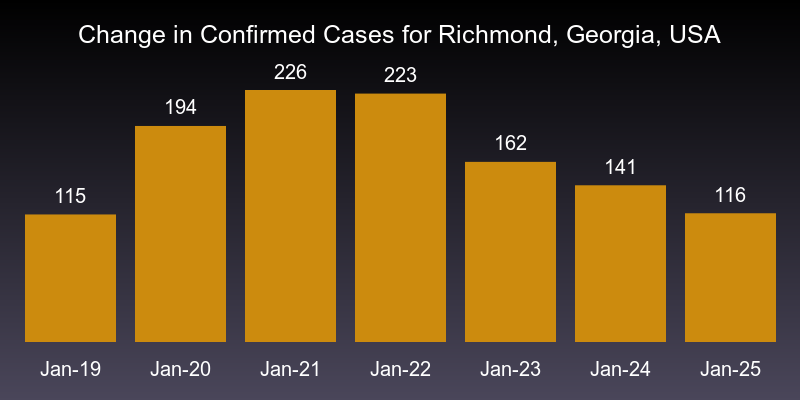 Change in Confirmed Cases for Richmond, Georgia, USA
115
194
226
223
162
141
116
Jan-19
Jan-20
Jan-21
Jan-22
Jan-23
Jan-24
Jan-25